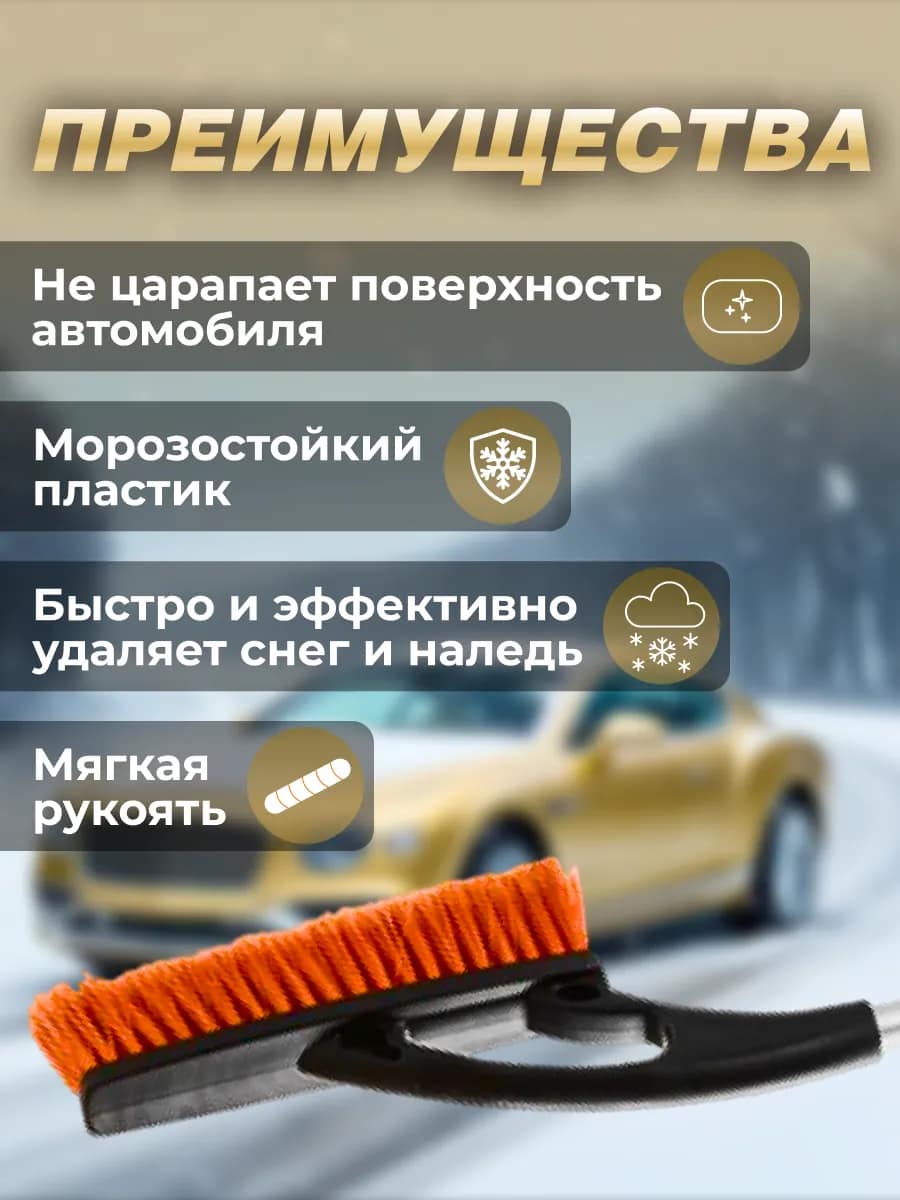 ПРЕИМУЩЕСТВА
Не царапает поверхность
автомобиля
Морозостойкий
пластик
Быстро и эффективно
удаляет снег и наледь
Мягкая
рукоять